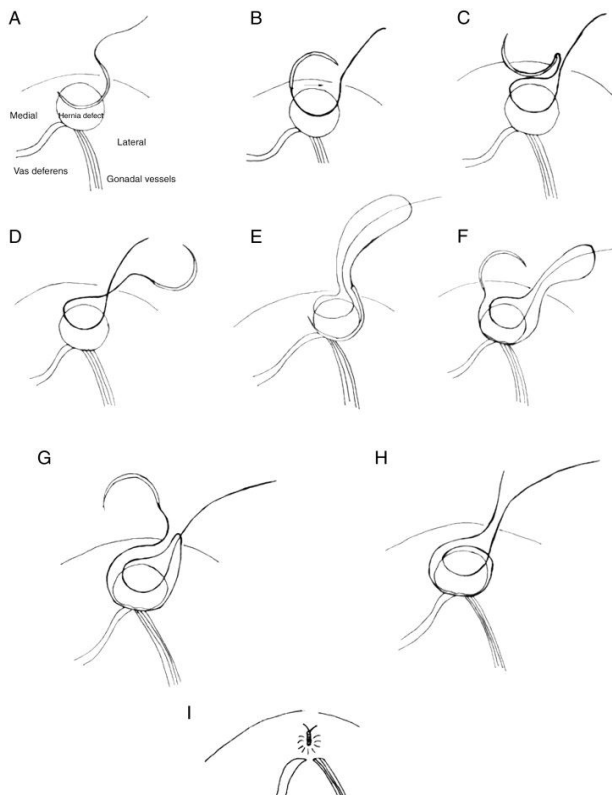 A
B
C
Medial
Hernia defect
Lateral
Vas deferens
Gonadal vessels
D
E
F
G
H
I